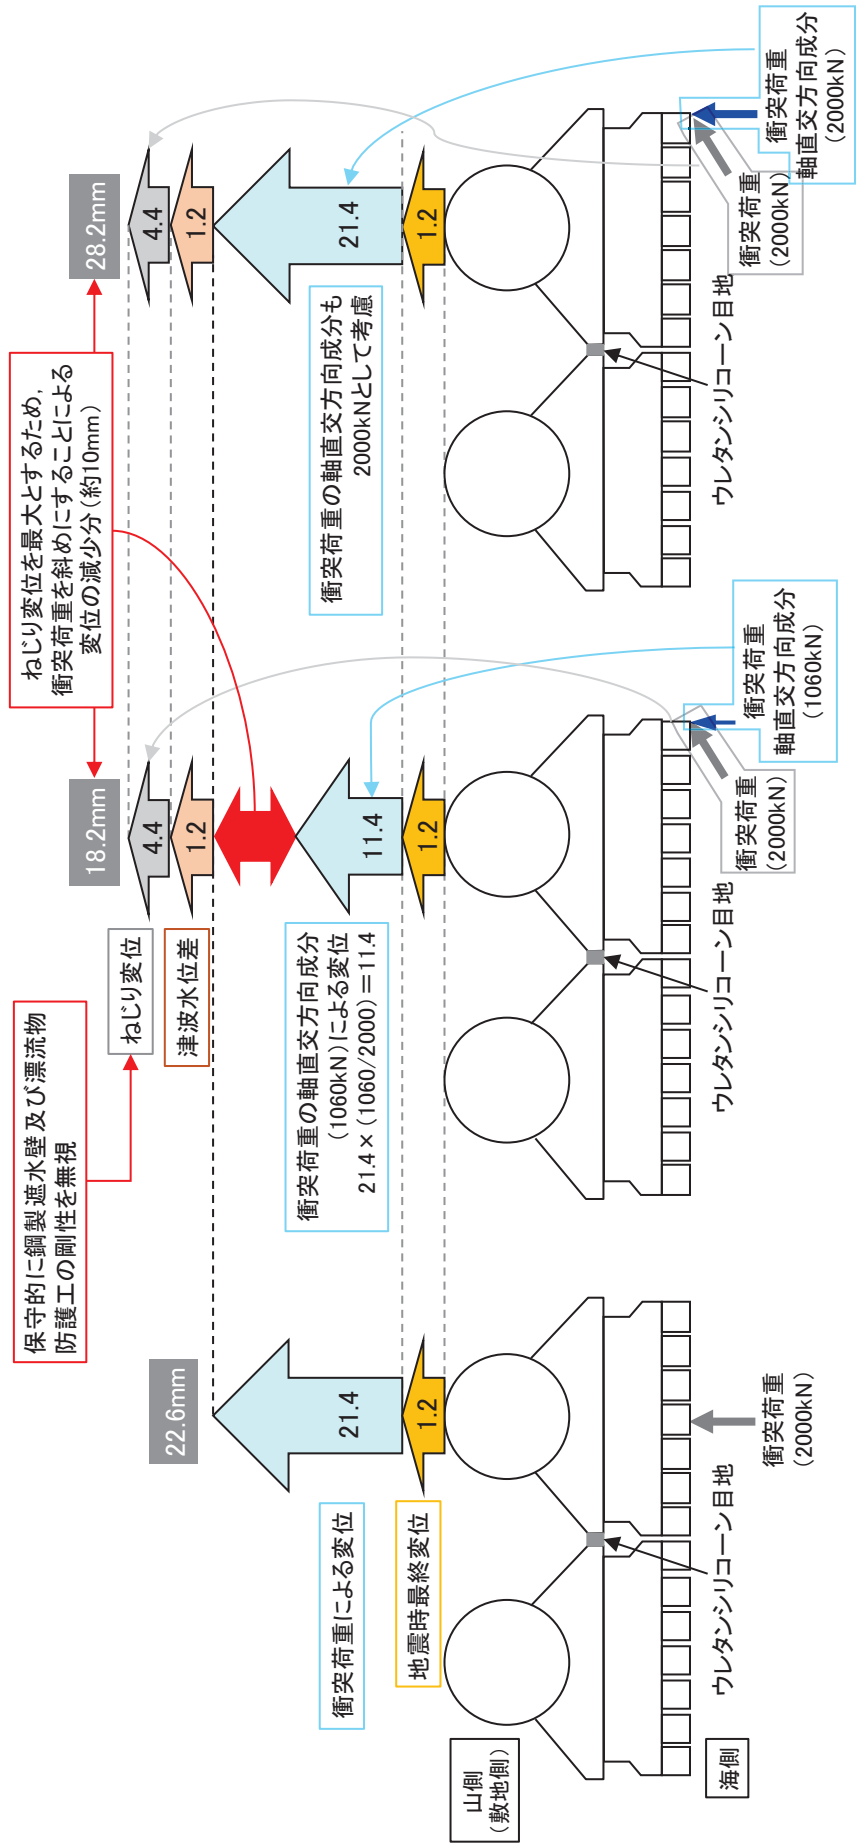 保守的に鋼製遮水壁及び漂流物
防護工の剛性を無視
ねじり変位を最大とするため,
衝突荷重を斜めにすることによる
変位の減少分(約10mm)
22.6mm
18.2mm
28.2mm
ねじり変位
津波水位差
4.4
1.2
4.4
1.2
衝突荷重による変位
21.4
衝突荷重の軸直交方向成分
(1060kN)による変位
21.4×(1060/2000)=11.4
11.4
衝突荷重の軸直交方向成分も
2000kNとして考慮
21.4
地震時最終変位
1.2
1.2
1.2
山側
(敷地側)
海側
ウレタンシリコーン目地
衝突荷重
(2000kN)
ウレタンシリコーン目地
衝突荷重
(2000kN)
衝突荷重
軸直交方向成分
(1060kN)
ウレタンシリコーン目地
衝突荷重
(2000kN)
衝突荷重
軸直交方向成分
(2000kN)